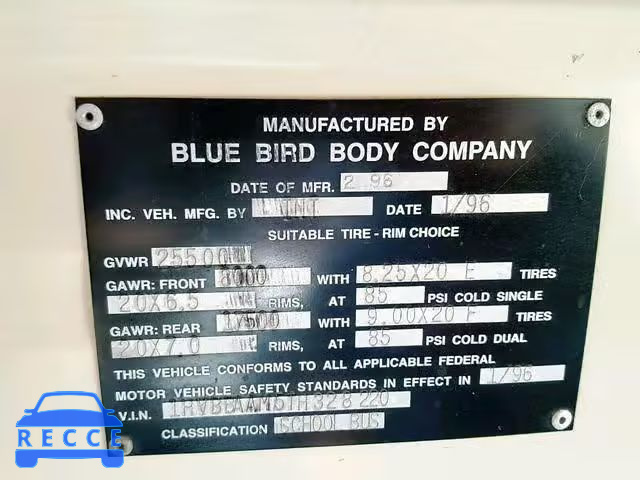 MANUFACTURED BY
BLUE BIRD BODY COMPANY
DATE OF MFR. 2 96
INC. VEH. MFG. BY DATE 1/96
SUITABLE TIRE - RIM CHOICE
GVWR 25500
GAWR: FRONT WITH 8.25X20 E TIRES
20X6.5 RIMS, AT 85 PSI COLD SINGLE
GAWR: REAR 17500 WITH 9.00X20 TIRES
20X7.0 RIMS, AT 85 PSI COLD DUAL
THIS VEHICLE CONFORMS TO ALL APPLICABLE FEDERAL
MOTOR VEHICLE SAFETY STANDARDS IN EFFECT IN 1/96
V.I.N.
CLASSIFICATION SCHOOL BUS
RECCE